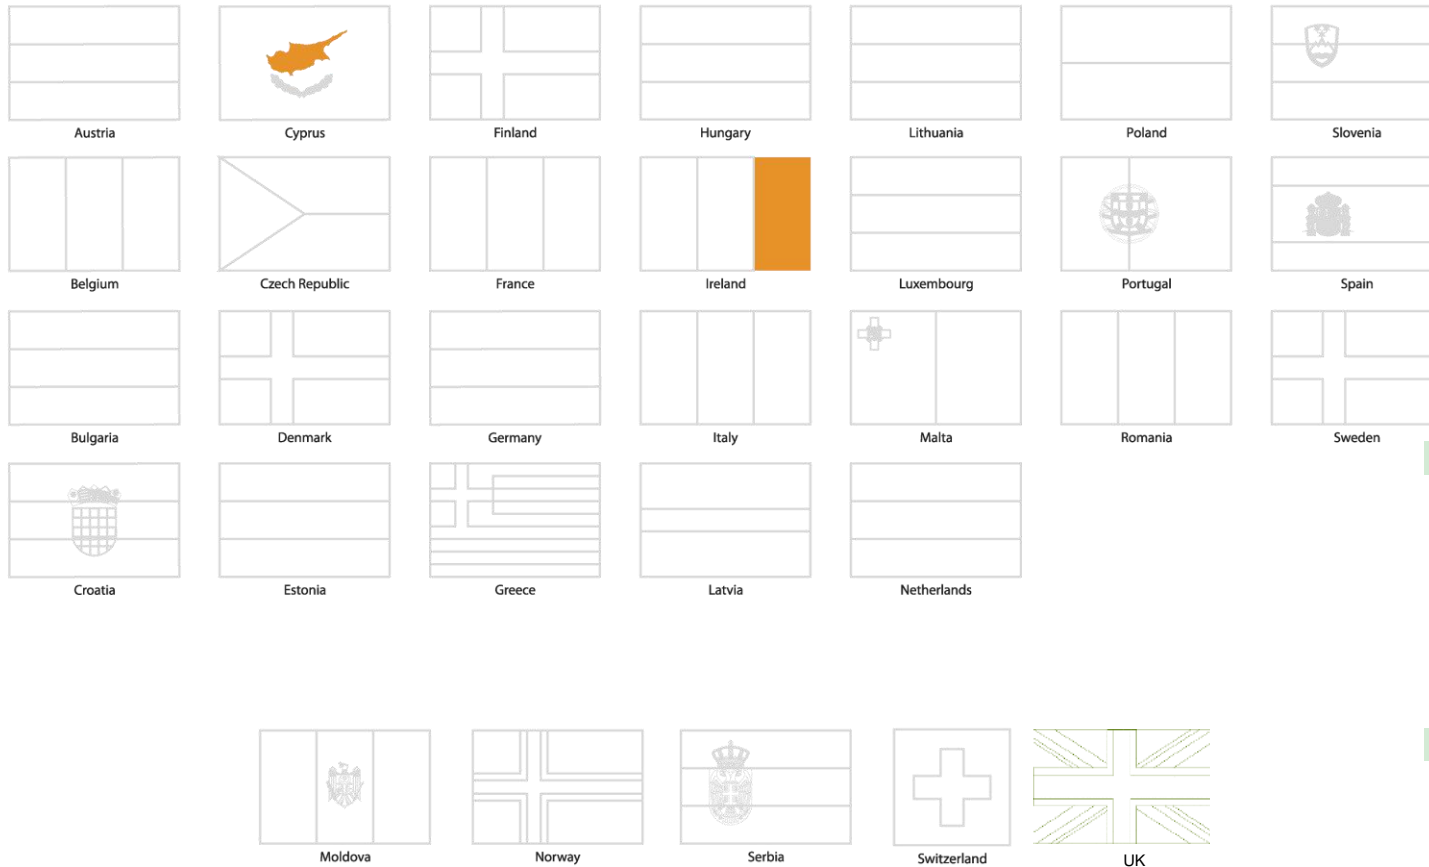 Austria
Cyprus
Finland
Hungary
Lithuania
Poland
Slovenia
Belgium
Czech Republic
France
Ireland
Luxembourg
Portugal
Spain
Bulgaria
Denmark
Germany
Italy
Malta
Romania
Sweden
Croatia
Estonia
Greece
Latvia
Netherlands
Moldova
Norway
Serbia
Switzerland
UK